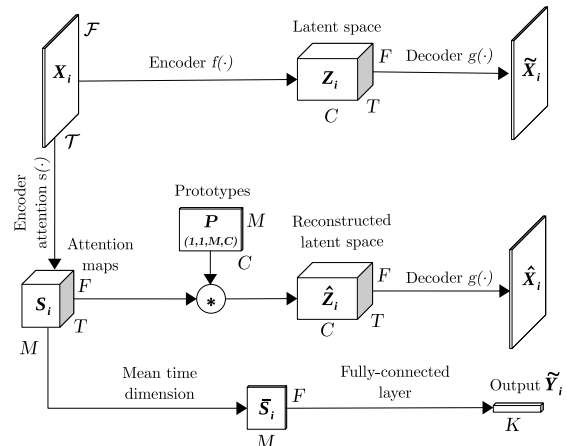 𝓕
X_i
Encoder f(·)
Latent space
Z_i
F
T
C
Decoder g(·)
X̃_i
𝓣
Encoder
attention s(·)
Prototypes
P
(1,1,M,C)
M
C
Attention
maps
S_i
F
T
M
*
Reconstructed
latent space
Ẑ_i
F
T
C
Decoder g(·)
X̂_i
Mean time
dimension
S̄_i
F
M
Fully-connected
layer
Output Ỹ_i
K